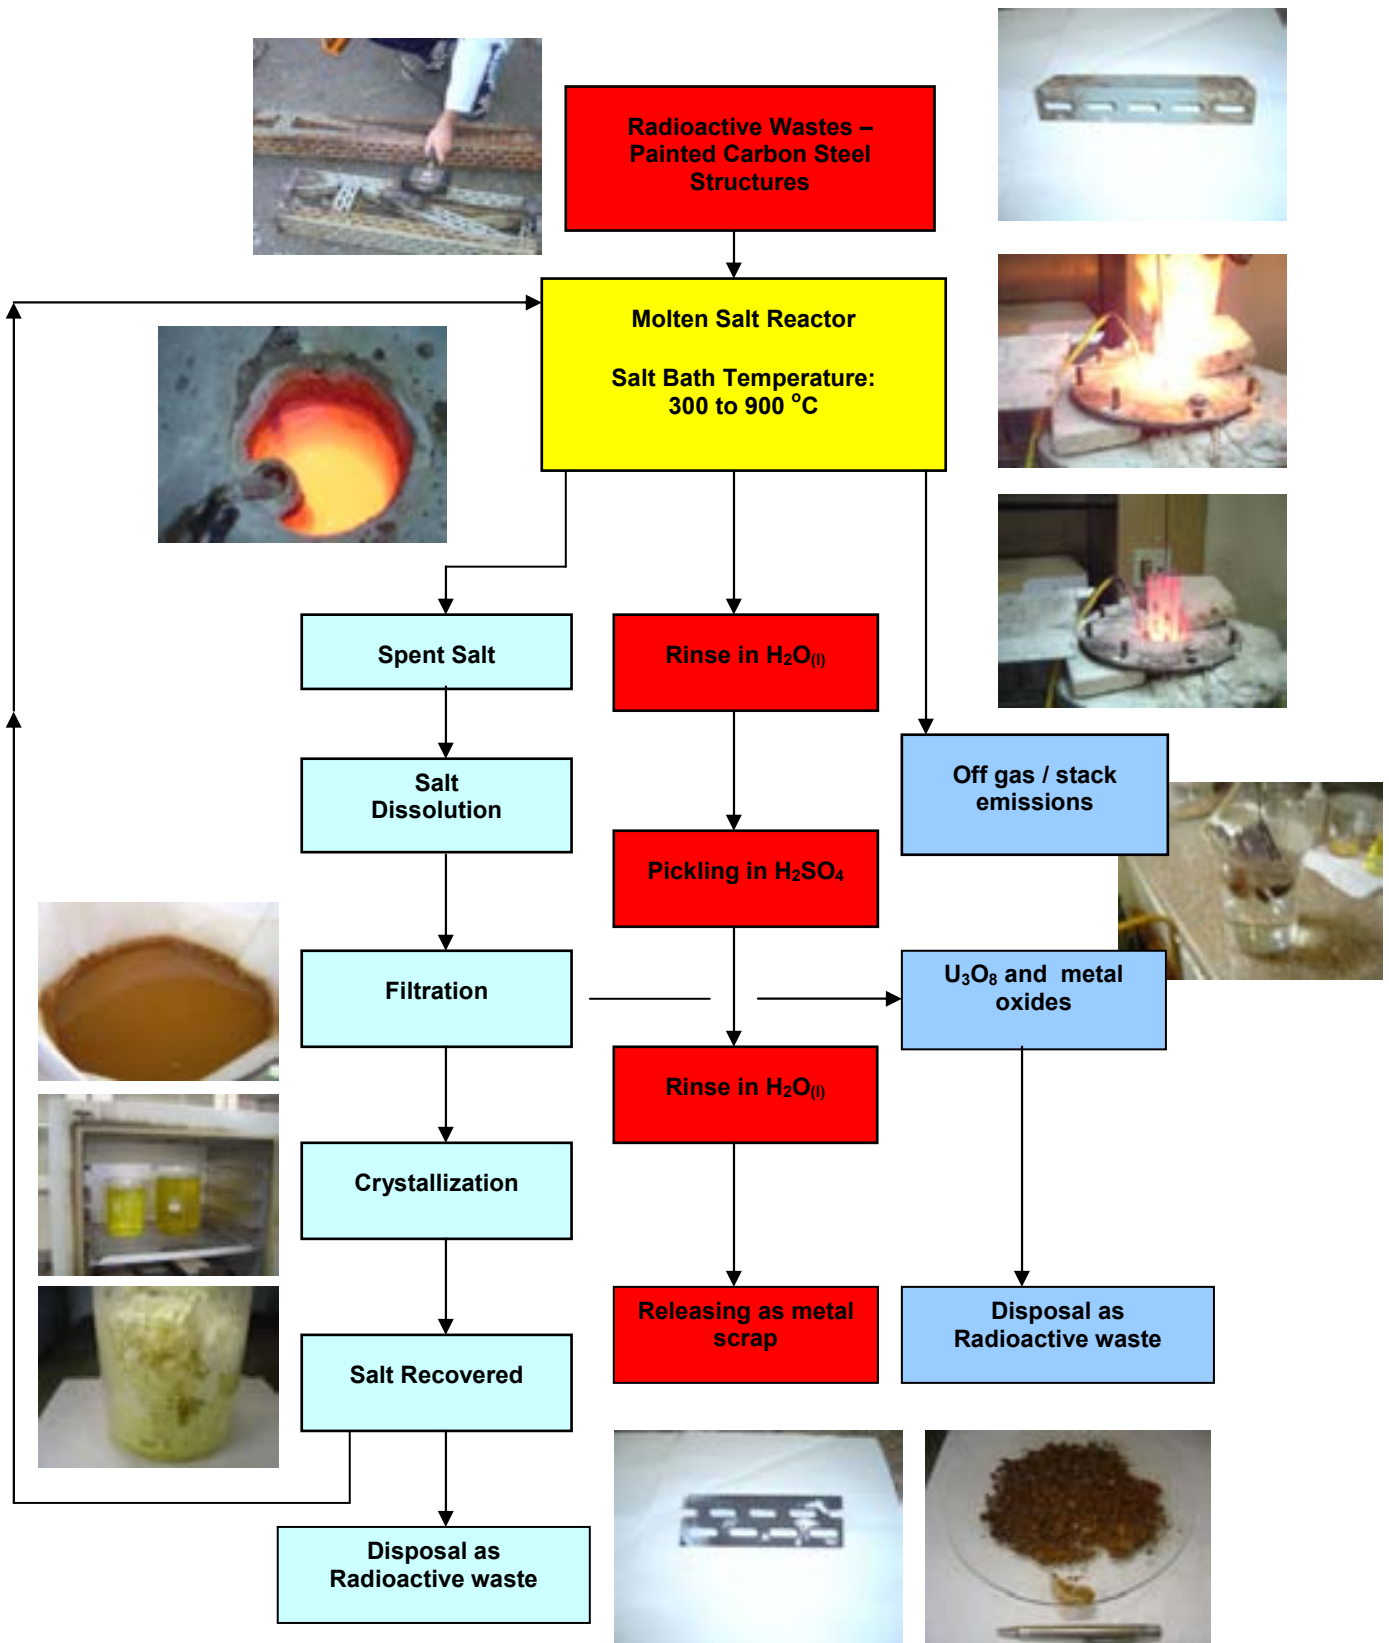 Radioactive Wastes –
Painted Carbon Steel
Structures
Molten Salt Reactor
Salt Bath Temperature:
300 to 900 °C
Spent Salt
Rinse in H₂O₍ₗ₎
Salt
Dissolution
Off gas / stack
emissions
Pickling in H₂SO₄
Filtration
U₃O₈ and metal
oxides
Rinse in H₂O₍ₗ₎
Crystallization
Releasing as metal
scrap
Disposal as
Radioactive waste
Salt Recovered
Disposal as
Radioactive waste